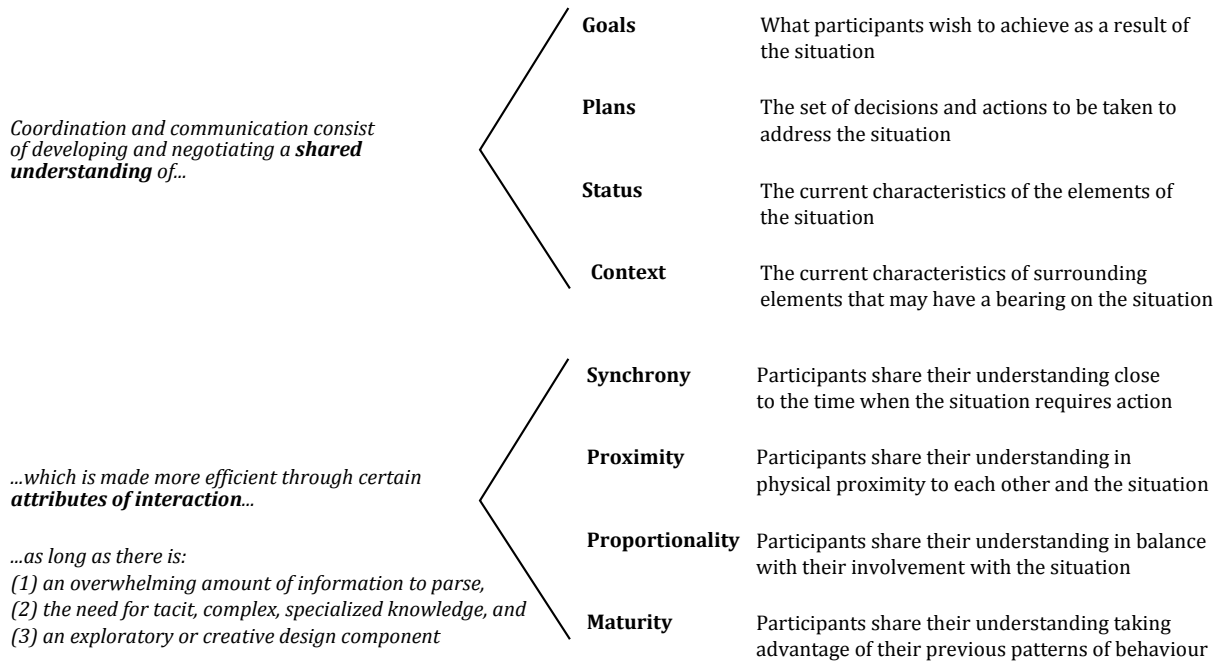 Coordination and communication consist
of developing and negotiating a shared
understanding of...
Goals
What participants wish to achieve as a result of
the situation
Plans
The set of decisions and actions to be taken to
address the situation
Status
The current characteristics of the elements of
the situation
Context
The current characteristics of surrounding
elements that may have a bearing on the situation
...which is made more efficient through certain
attributes of interaction...
...as long as there is:
(1) an overwhelming amount of information to parse,
(2) the need for tacit, complex, specialized knowledge, and
(3) an exploratory or creative design component
Synchrony
Participants share their understanding close
to the time when the situation requires action
Proximity
Participants share their understanding in
physical proximity to each other and the situation
Proportionality
Participants share their understanding in balance
with their involvement with the situation
Maturity
Participants share their understanding taking
advantage of their previous patterns of behaviour